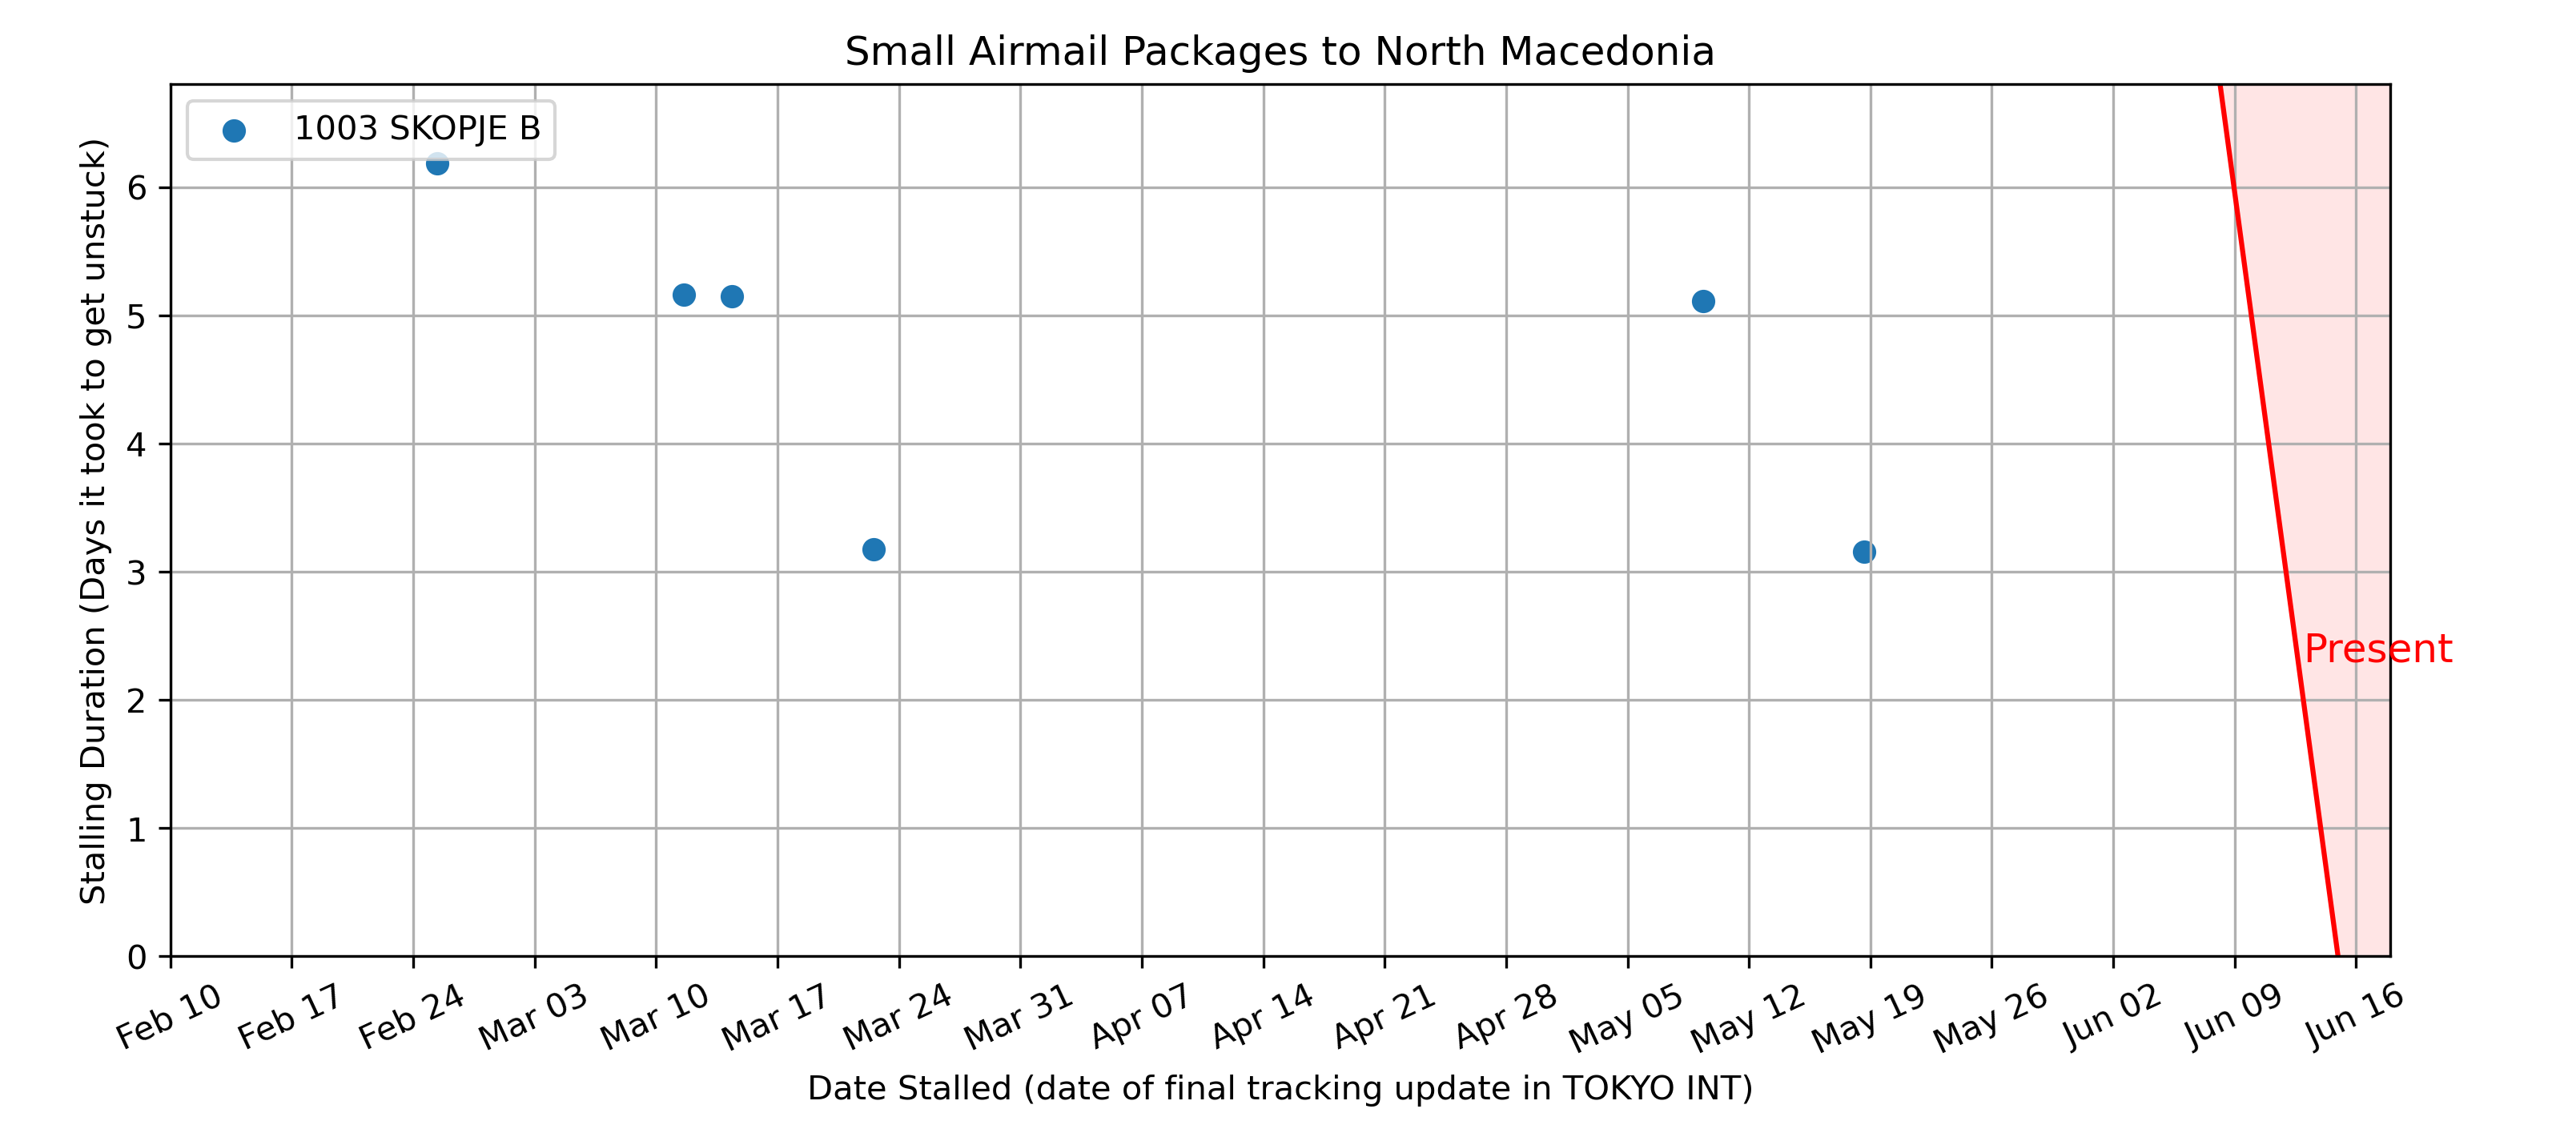 Small Airmail Packages to North Macedonia
1003 SKOPJE B
Stalling Duration (Days it took to get unstuck)
6
5
4
3
2
1
0
Present
Feb 10
Feb 17
Feb 24
Mar 03
Mar 10
Mar 17
Mar 24
Mar 31
Apr 07
Apr 14
Apr 21
Apr 28
May 05
May 12
May 19
May 26
Jun 02
Jun 09
Jun 16
Date Stalled (date of final tracking update in TOKYO INT)